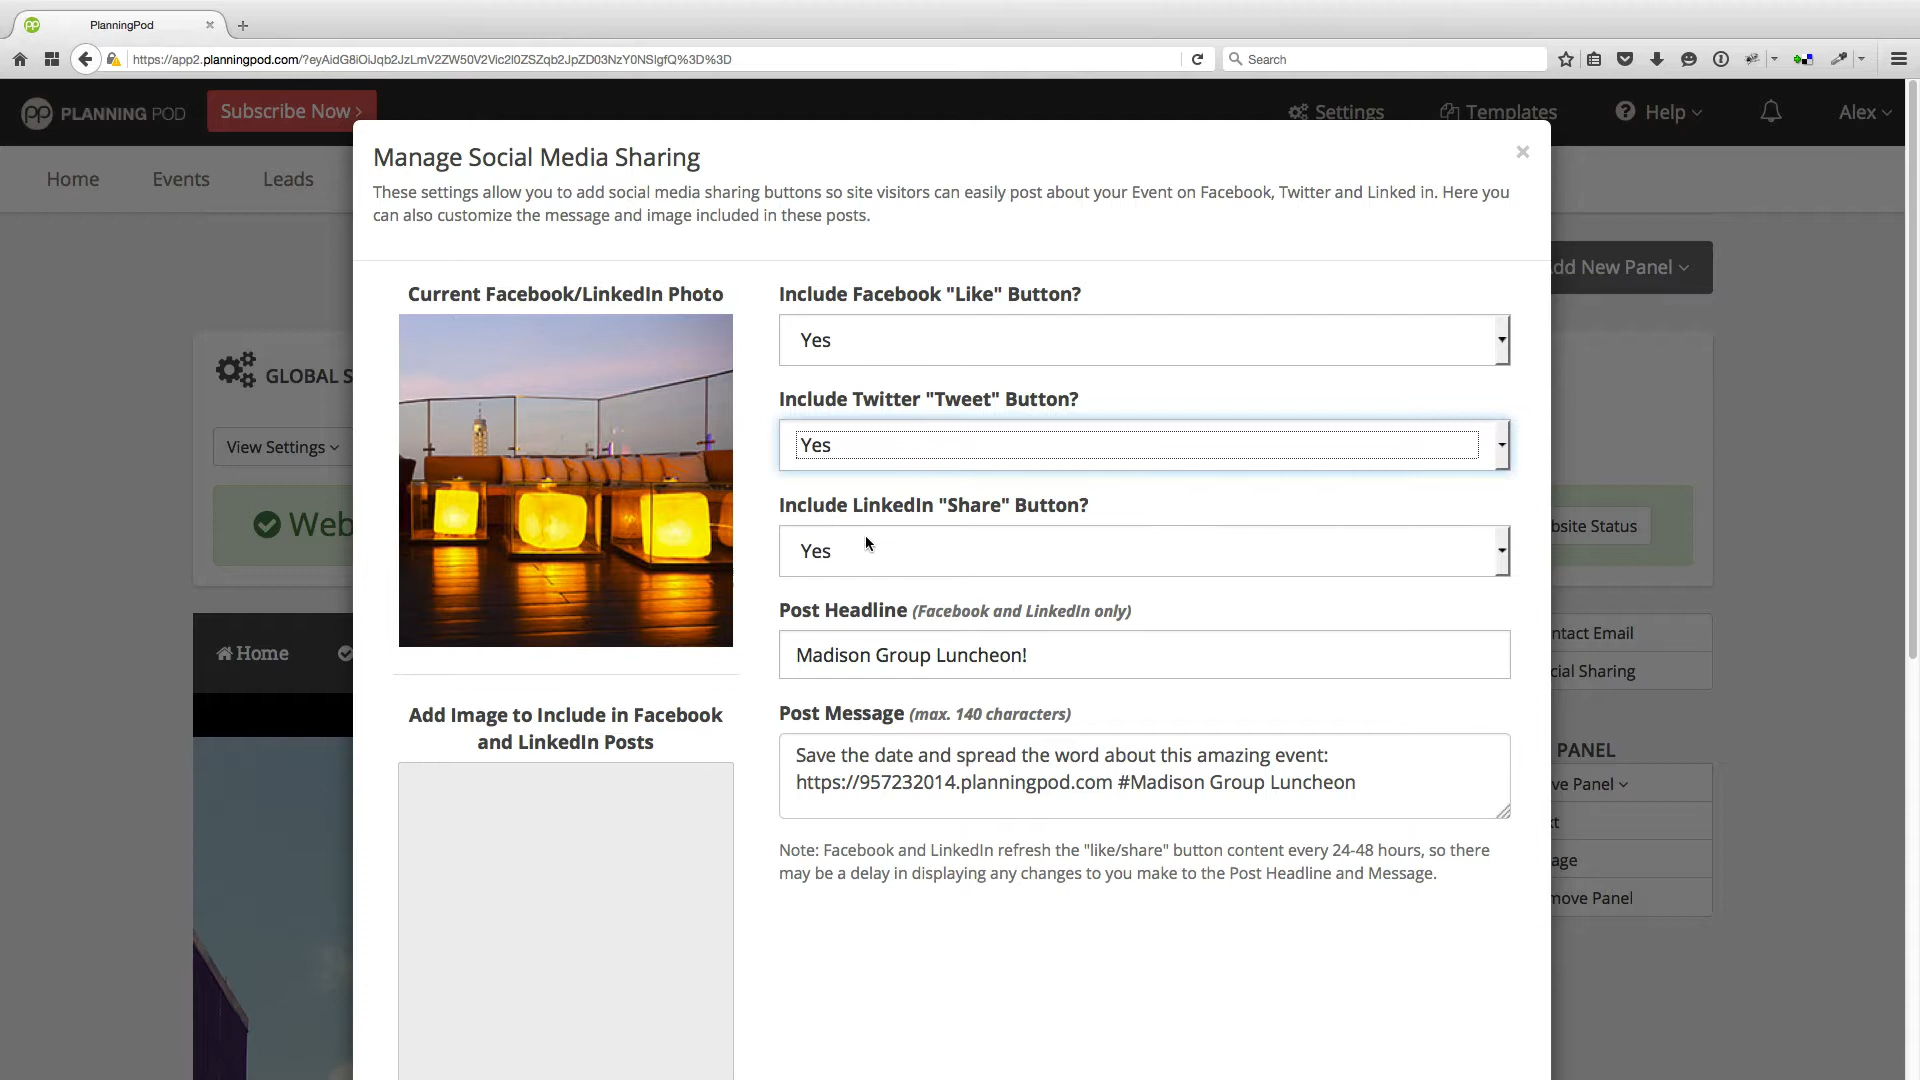 PlanningPod
https://app2.planningpod.com/?eyAidG8iOiJqb2JzLmV2ZW50V2Vic2l0ZSZqb2JpZD03NzY0NSIgfQ%3D%3D
Search
PLANNING POD
Subscribe Now
Settings
Templates
Help
Alex
Home
Events
Leads
Manage Social Media Sharing
These settings allow you to add social media sharing buttons so site visitors can easily post about your Event on Facebook, Twitter and Linked in. Here you
can also customize the message and image included in these posts.
dd New Panel
GLOBAL S
View Settings
Web
bsite Status
Current Facebook/LinkedIn Photo
Include Facebook "Like" Button?
Yes
Include Twitter "Tweet" Button?
Yes
Include LinkedIn "Share" Button?
Yes
Post Headline (Facebook and LinkedIn only)
Madison Group Luncheon!
Post Message (max. 140 characters)
Save the date and spread the word about this amazing event:
https://957232014.planningpod.com #Madison Group Luncheon
Note: Facebook and LinkedIn refresh the "like/share" button content every 24-48 hours, so there
may be a delay in displaying any changes to you make to the Post Headline and Message.
Add Image to Include in Facebook
and LinkedIn Posts
Home
ntact Email
cial Sharing
PANEL
ve Panel
xt
age
move Panel